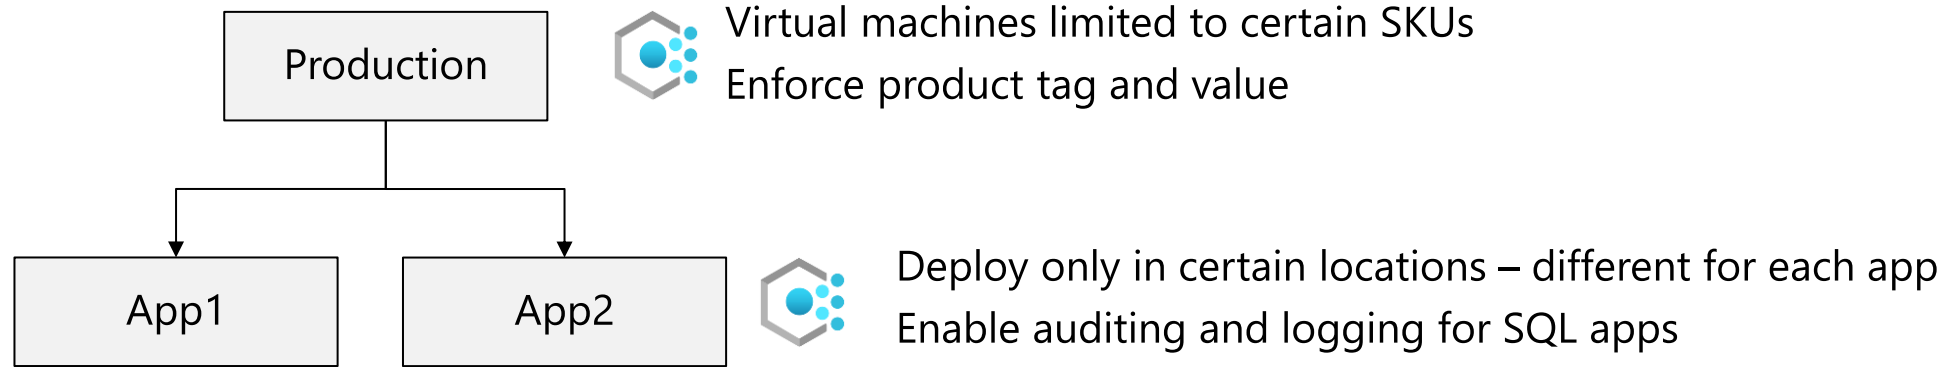 Production
Virtual machines limited to certain SKUs
Enforce product tag and value
App1
App2
Deploy only in certain locations – different for each app
Enable auditing and logging for SQL apps